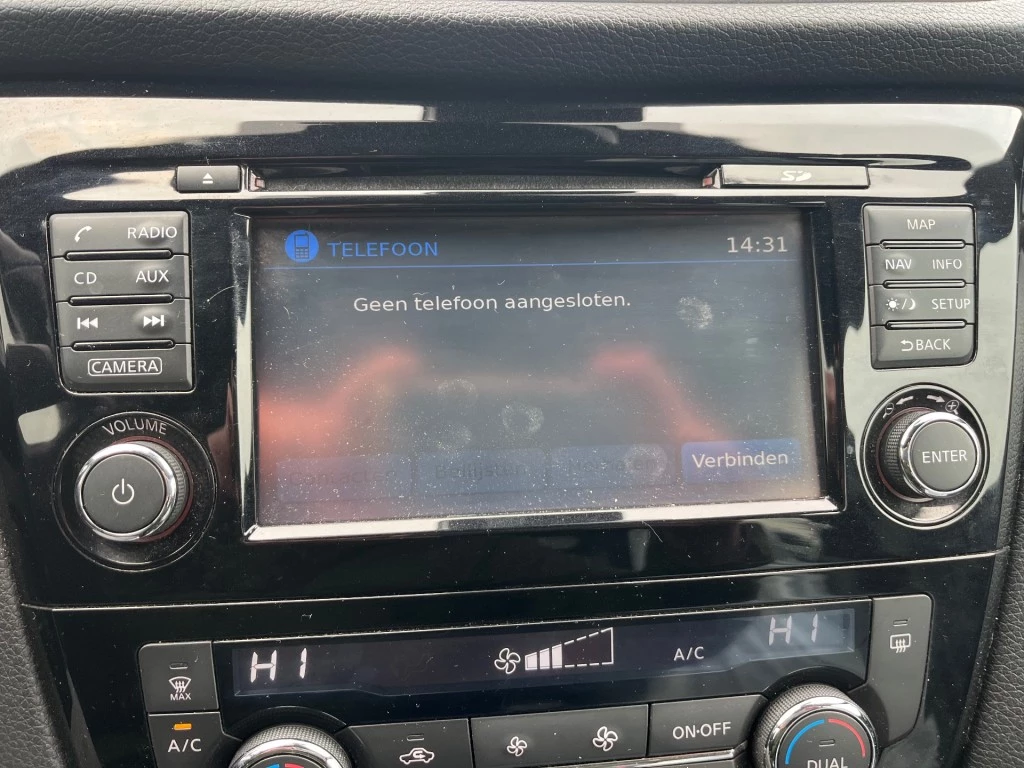 RADIO
CD AUX
CAMERA
VOLUME
TELEFOON 14:31
Geen telefoon aangesloten.
Verbinden
MAP
NAV INFO
SETUP
BACK
ENTER
HI
A/C
HI
MAX
A/C
ON·OFF
DUAL